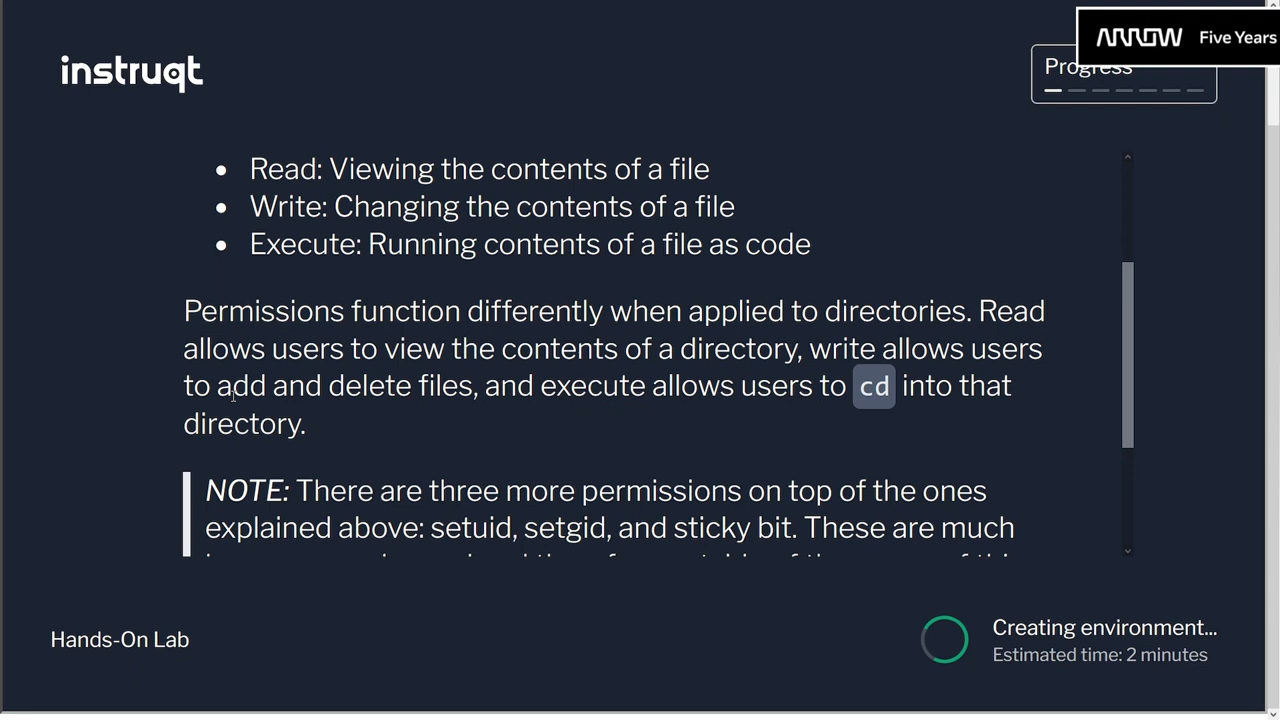 instruqt
ARROW Five Years
Progress
Read: Viewing the contents of a file
Write: Changing the contents of a file
Execute: Running contents of a file as code
Permissions function differently when applied to directories. Read
allows users to view the contents of a directory, write allows users
to add and delete files, and execute allows users to cd into that
directory.
NOTE: There are three more permissions on top of the ones
explained above: setuid, setgid, and sticky bit. These are much
Hands-On Lab
Creating environment...
Estimated time: 2 minutes